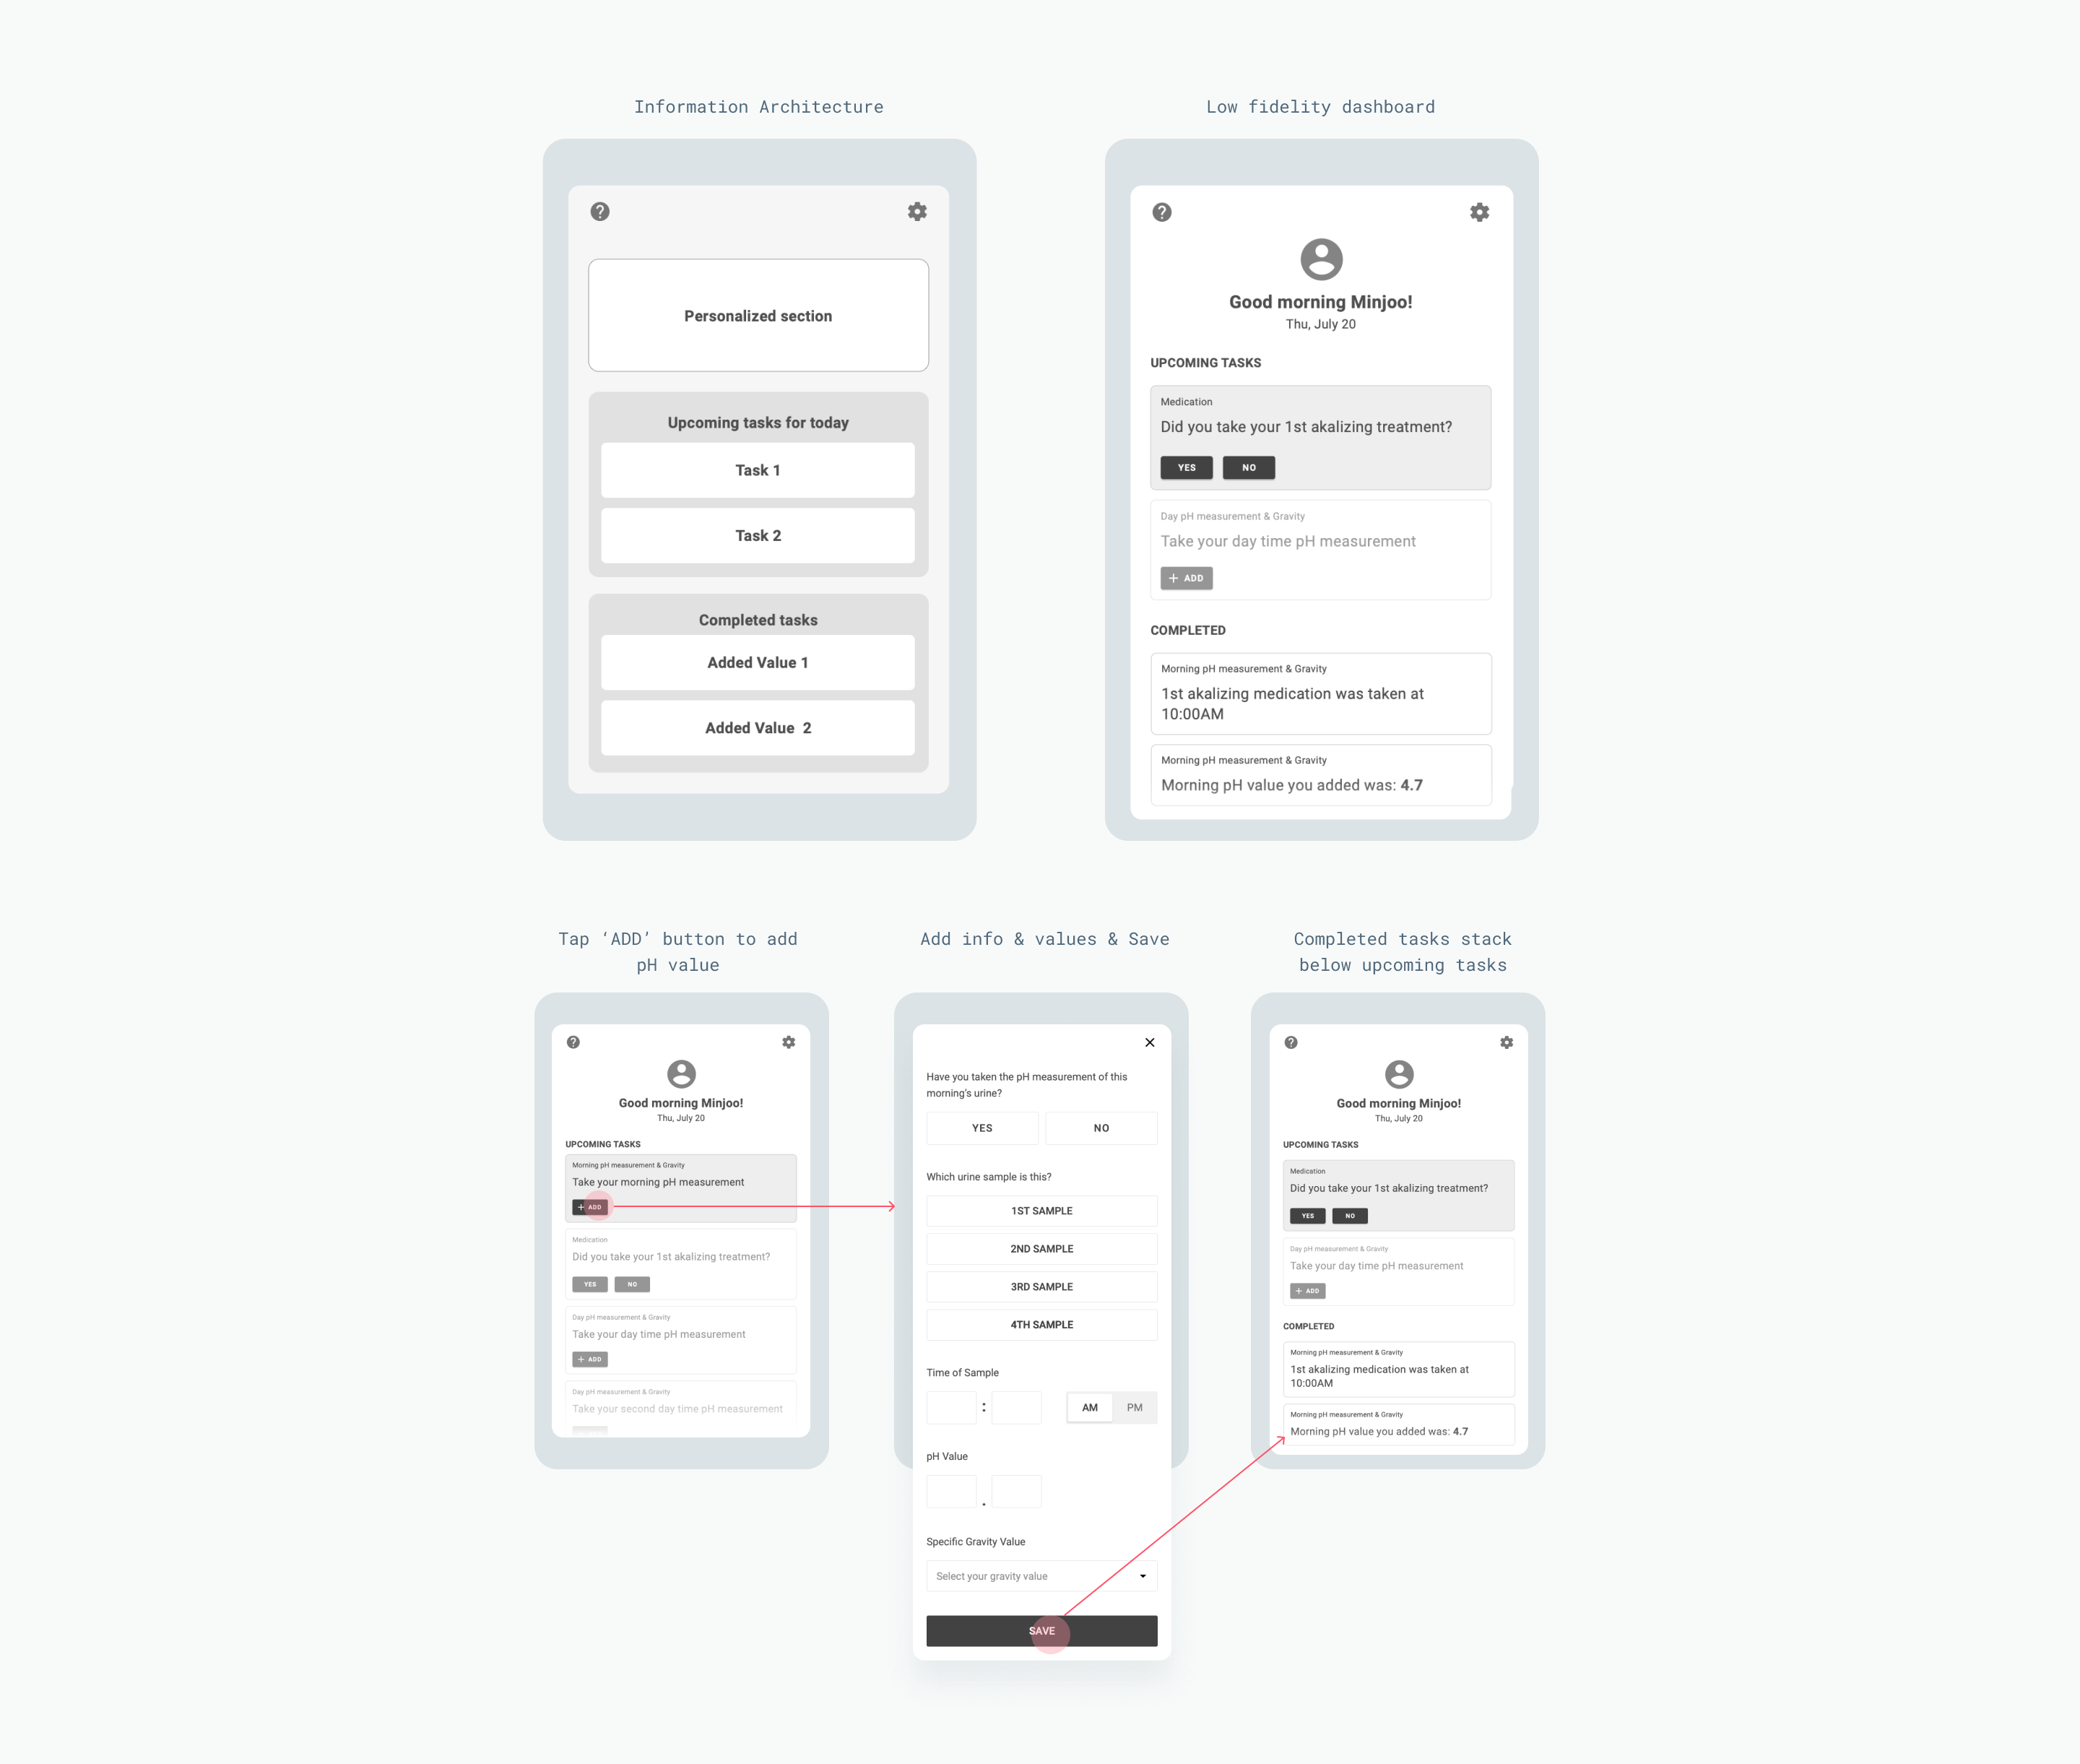 Information Architecture
Personalized section
Upcoming tasks for today
Task 1
Task 2
Completed tasks
Added Value 1
Added Value 2
Low fidelity dashboard
Good morning Minjoo!
Thu, July 20
UPCOMING TASKS
Medication
Did you take your 1st akalizing treatment?
YES NO
Day pH measurement & Gravity
Take your day time pH measurement
+ ADD
COMPLETED
Morning pH measurement & Gravity
1st akalizing medication was taken at
10:00AM
Morning pH measurement & Gravity
Morning pH value you added was: 4.7
Tap ‘ADD’ button to add
pH value
Good morning Minjoo!
Thu, July 20
UPCOMING TASKS
Morning pH measurement & Gravity
Take your morning pH measurement
+ ADD
Medication
Did you take your 1st akalizing treatment?
YES NO
Day pH measurement & Gravity
Take your day time pH measurement
+ ADD
Day pH measurement & Gravity
Take your second day time pH measurement
Add info & values & Save
Have you taken the pH measurement of this
morning's urine?
YES NO
Which urine sample is this?
1ST SAMPLE
2ND SAMPLE
3RD SAMPLE
4TH SAMPLE
Time of Sample
: AM PM
pH Value
.
Specific Gravity Value
Select your gravity value
SAVE
Completed tasks stack
below upcoming tasks
Good morning Minjoo!
Thu, July 20
UPCOMING TASKS
Medication
Did you take your 1st akalizing treatment?
YES NO
Day pH measurement & Gravity
Take your day time pH measurement
+ ADD
COMPLETED
Morning pH measurement & Gravity
1st akalizing medication was taken at
10:00AM
Morning pH measurement & Gravity
Morning pH value you added was: 4.7